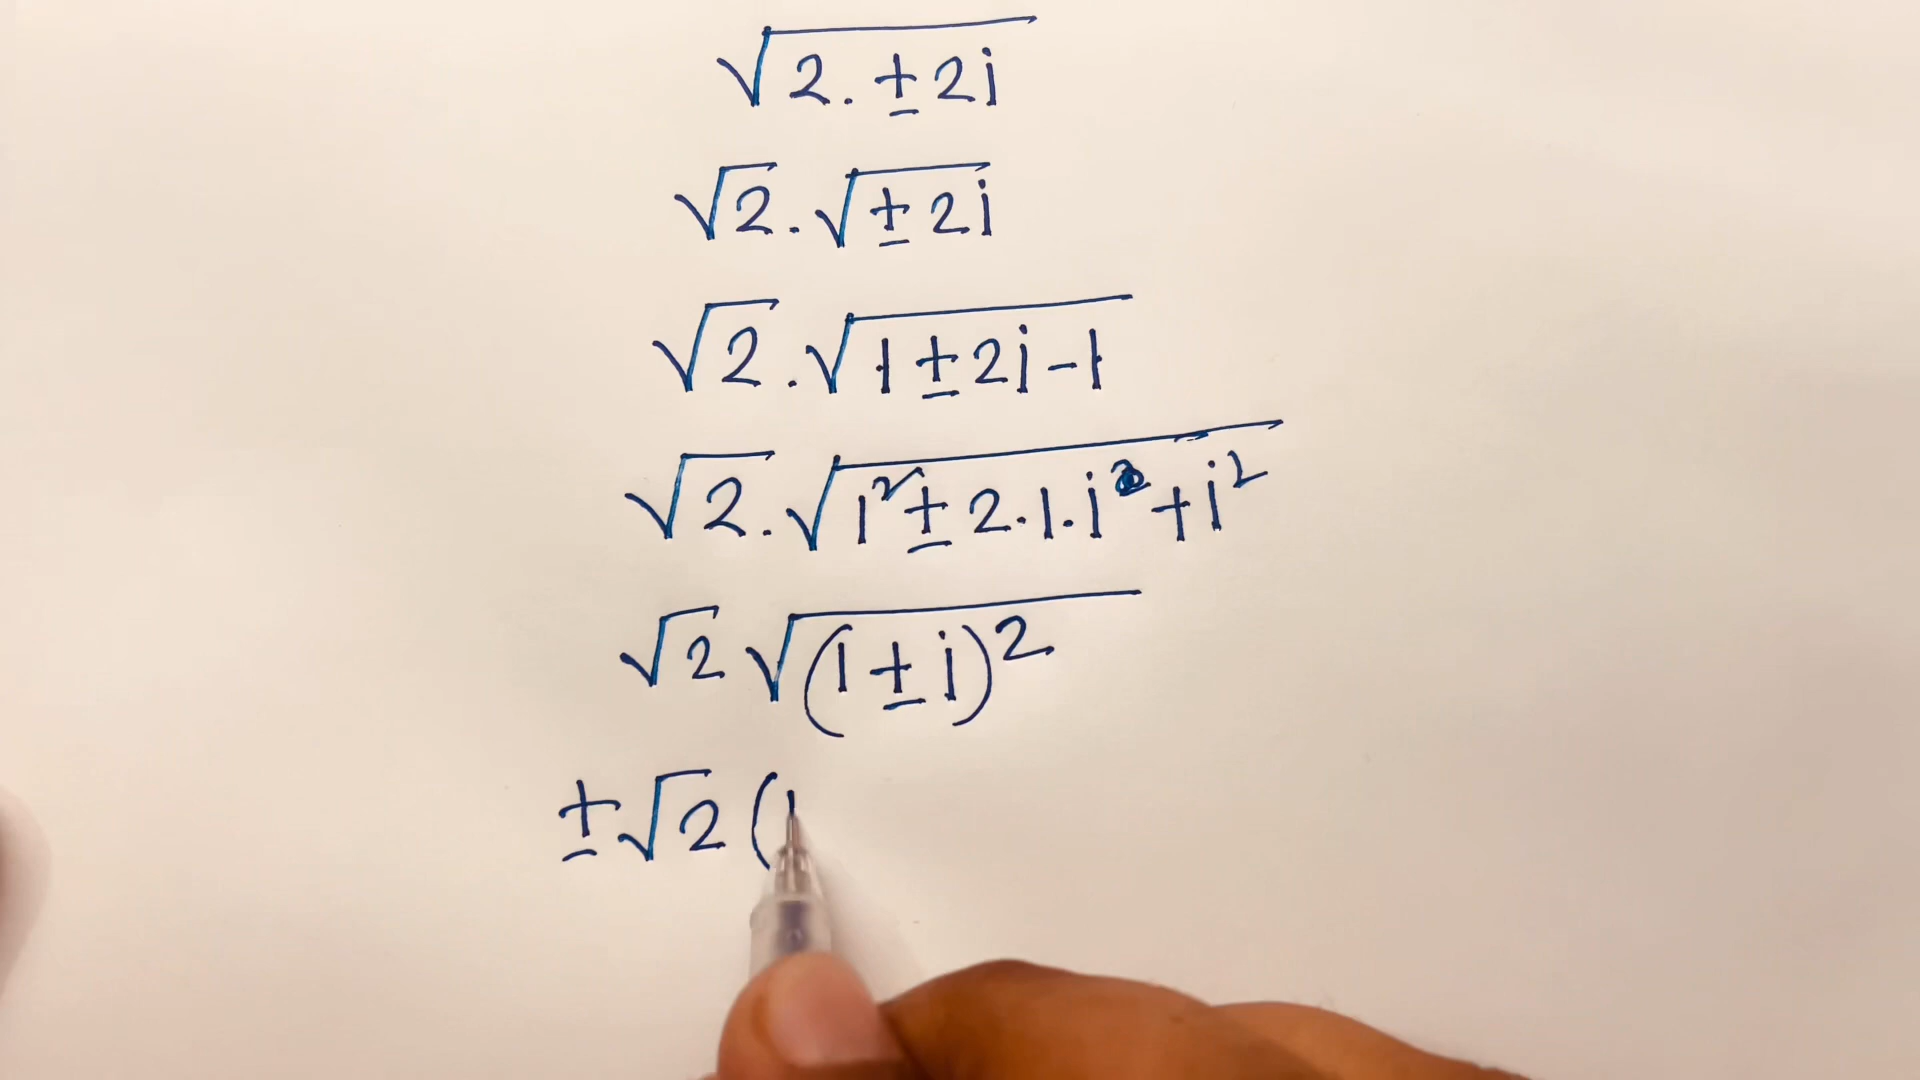 √2.±2i
√2.√±2i
√2.√1±2i-1
√2.√1²±2.1.i+i²
√2√(1±i)²
±√2(1